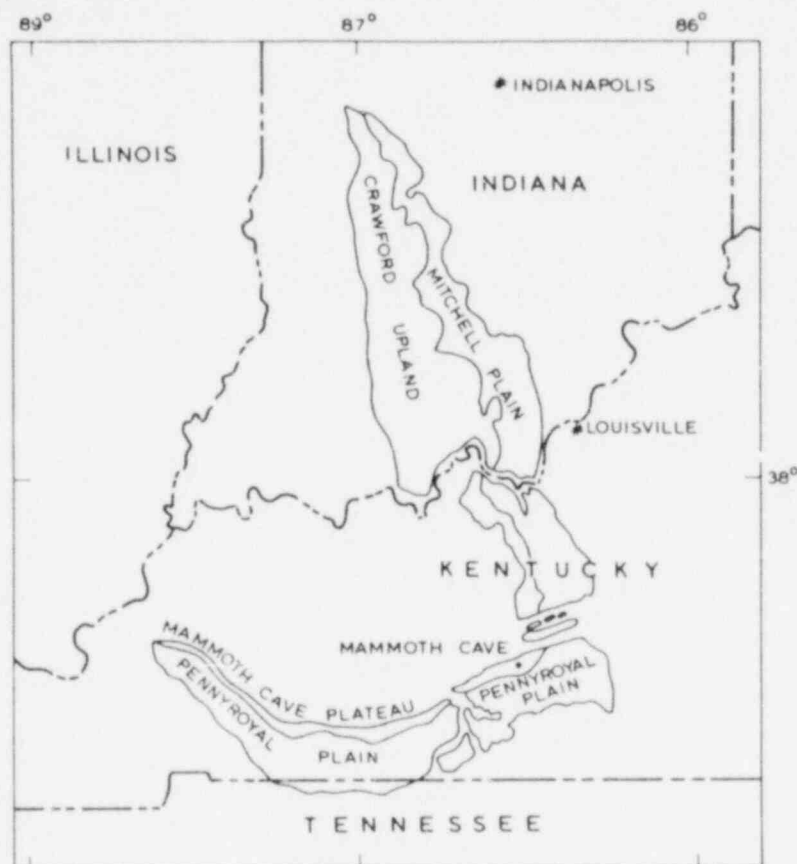 89° 87° 86°
INDIANAPOLIS
ILLINOIS
INDIANA
CRAWFORD UPLAND
MITCHELL PLAIN
LOUISVILLE
38°
KENTUCKY
MAMMOTH CAVE
MAMMOTH CAVE PLATEAU
PENNYROYAL PLAIN
PENNYROYAL
PLAIN
TENNESSEE